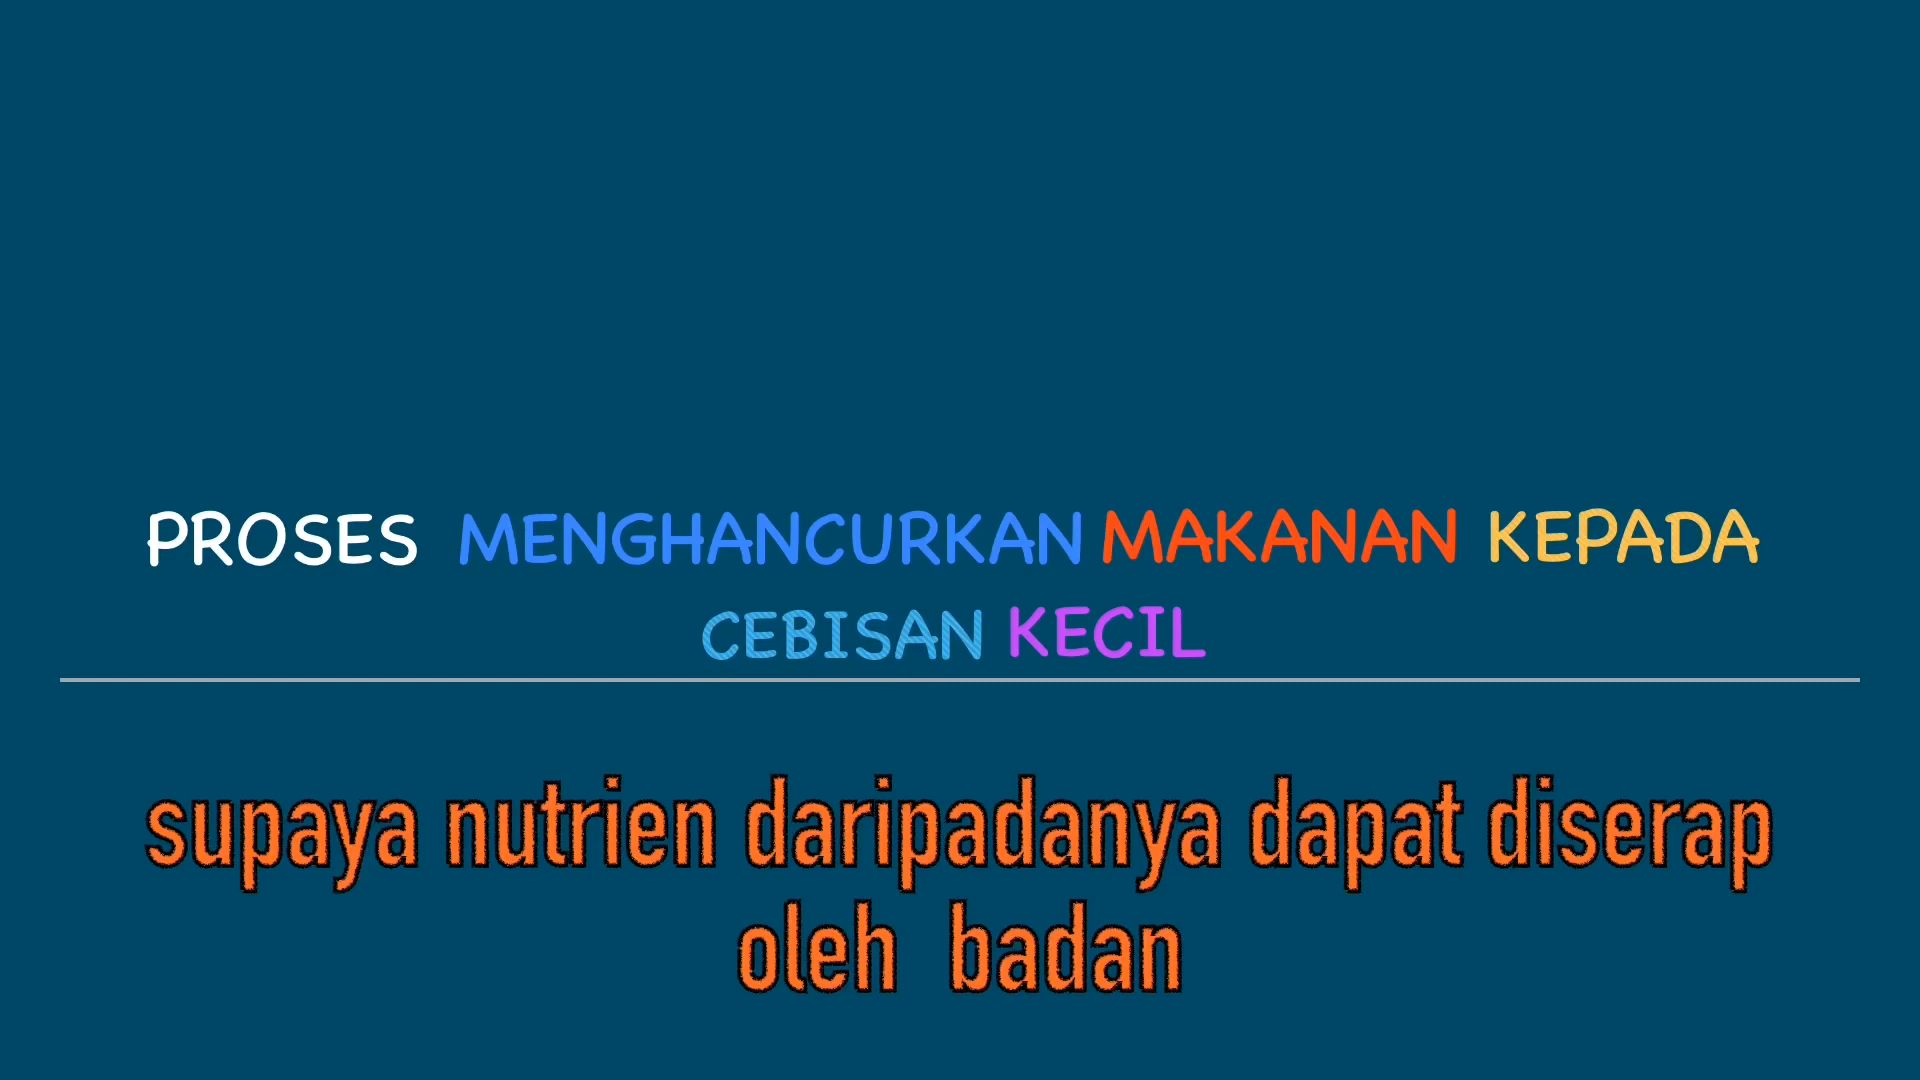 PROSES MENGHANCURKAN MAKANAN KEPADA
CEBISAN KECIL
supaya nutrien daripadanya dapat diserap
oleh badan